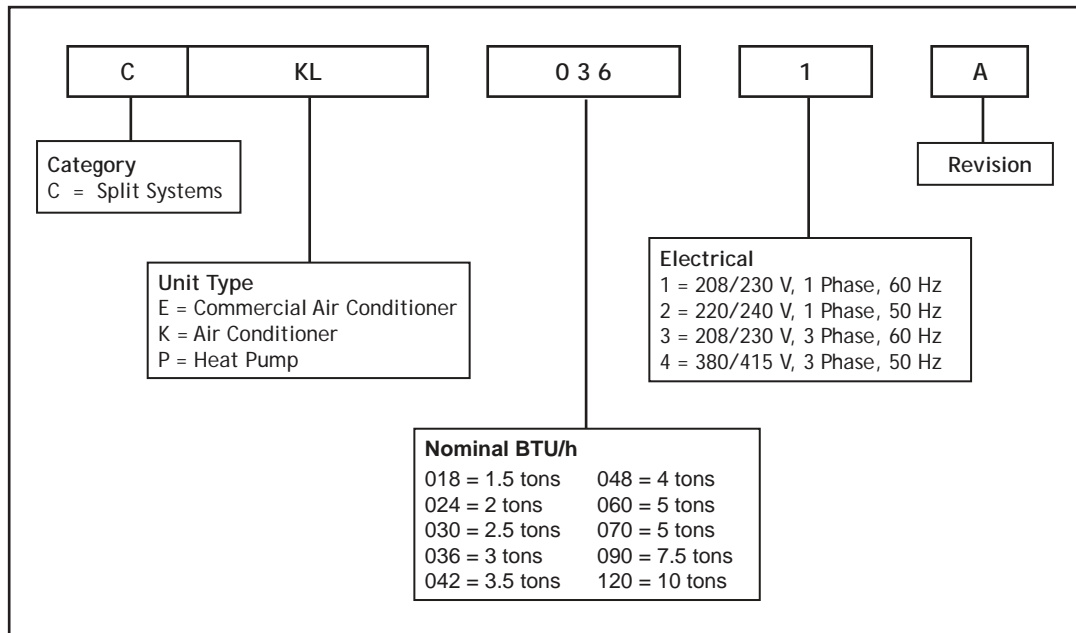 C KL 0 3 6 1 A
Category
C = Split Systems
Revision
Unit Type
E = Commercial Air Conditioner
K = Air Conditioner
P = Heat Pump
Electrical
1 = 208/230 V, 1 Phase, 60 Hz
2 = 220/240 V, 1 Phase, 50 Hz
3 = 208/230 V, 3 Phase, 60 Hz
4 = 380/415 V, 3 Phase, 50 Hz
Nominal BTU/h
018 = 1.5 tons 048 = 4 tons
024 = 2 tons 060 = 5 tons
030 = 2.5 tons 070 = 5 tons
036 = 3 tons 090 = 7.5 tons
042 = 3.5 tons 120 = 10 tons